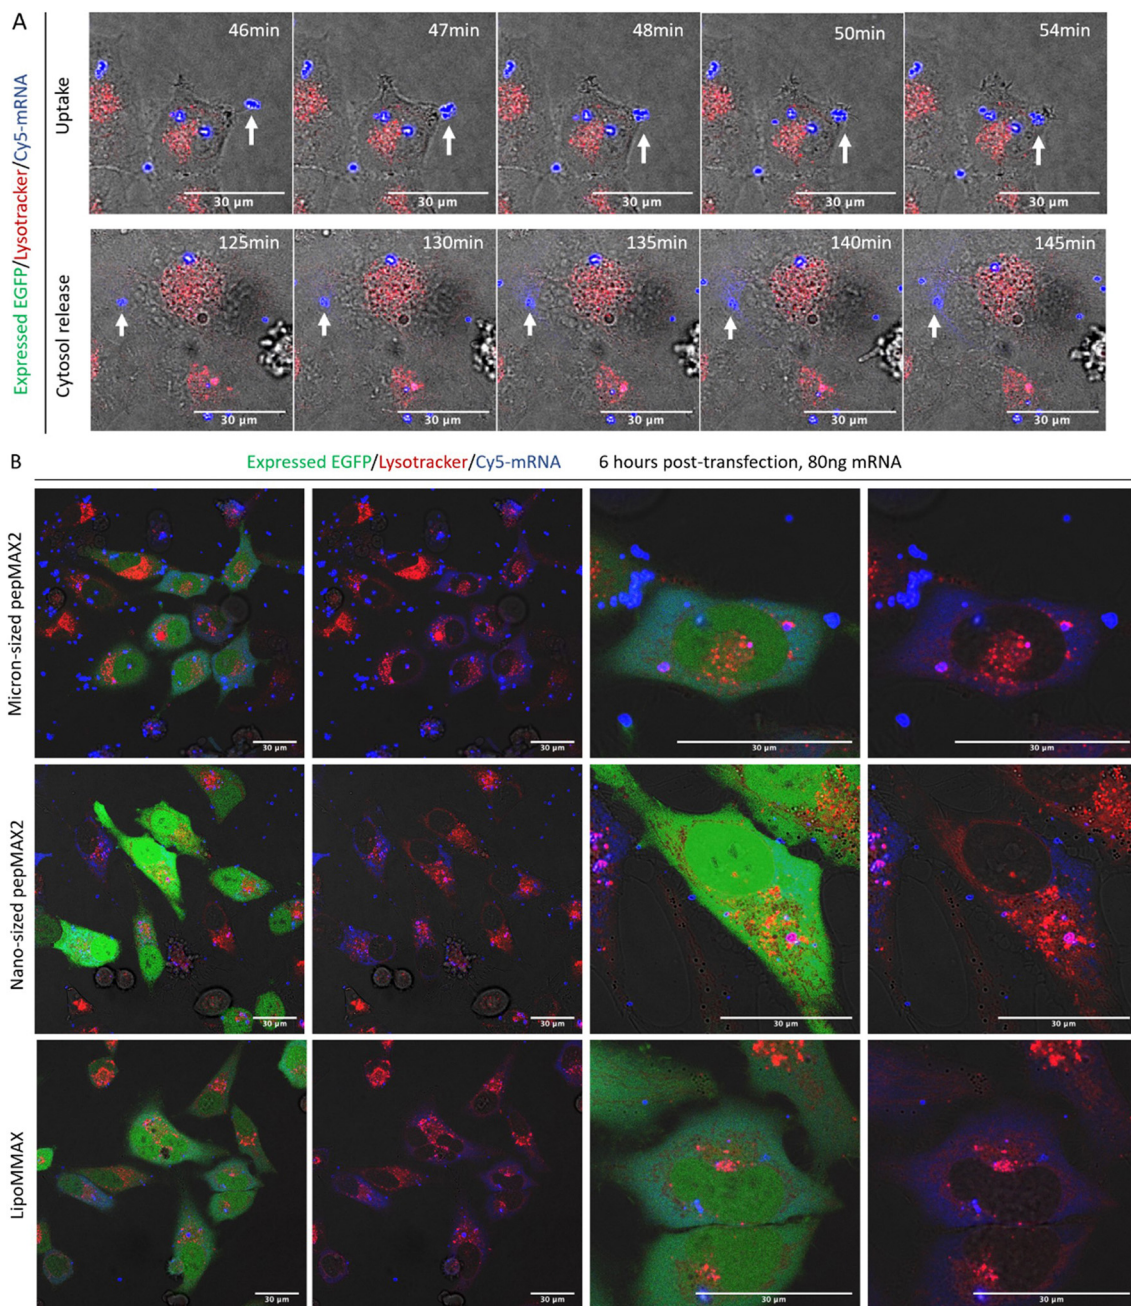 A
Expressed EGFP/Lysotracker/Cy5-mRNA
Uptake
46min
47min
48min
50min
54min
30 μm
30 μm
30 μm
30 μm
30 μm
Cytosol release
125min
130min
135min
140min
145min
30 μm
30 μm
30 μm
30 μm
30 μm
B
Expressed EGFP/Lysotracker/Cy5-mRNA 6 hours post-transfection, 80ng mRNA
Micron-sized pepMAX2
30 μm
30 μm
30 μm
30 μm
Nano-sized pepMAX2
30 μm
30 μm
30 μm
30 μm
LipoMMAX
30 μm
30 μm
30 μm
30 μm